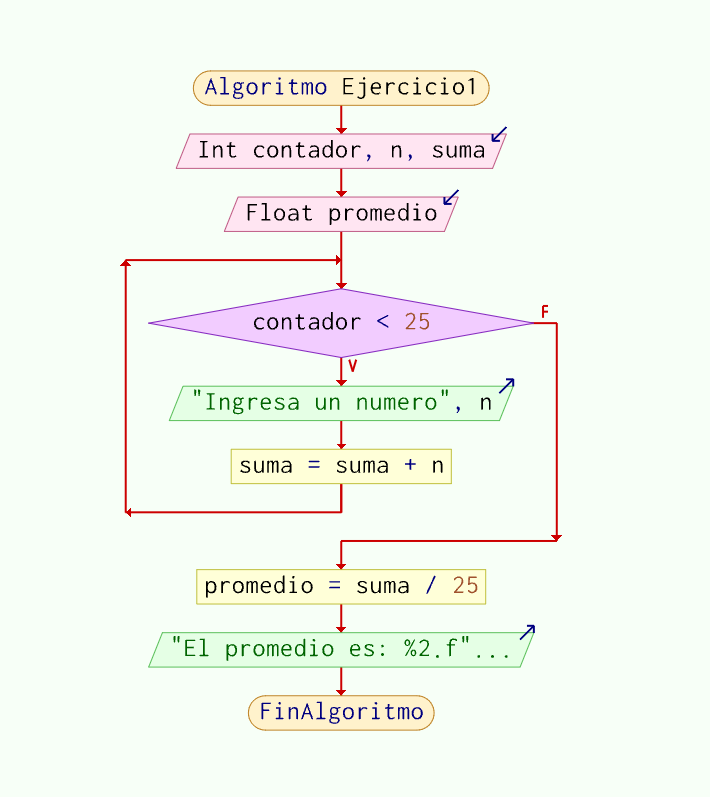 Algoritmo Ejercicio1
Int contador, n, suma
Float promedio
contador < 25
F
V
"Ingresa un numero", n
suma = suma + n
promedio = suma / 25
"El promedio es: %2.f"...
FinAlgoritmo